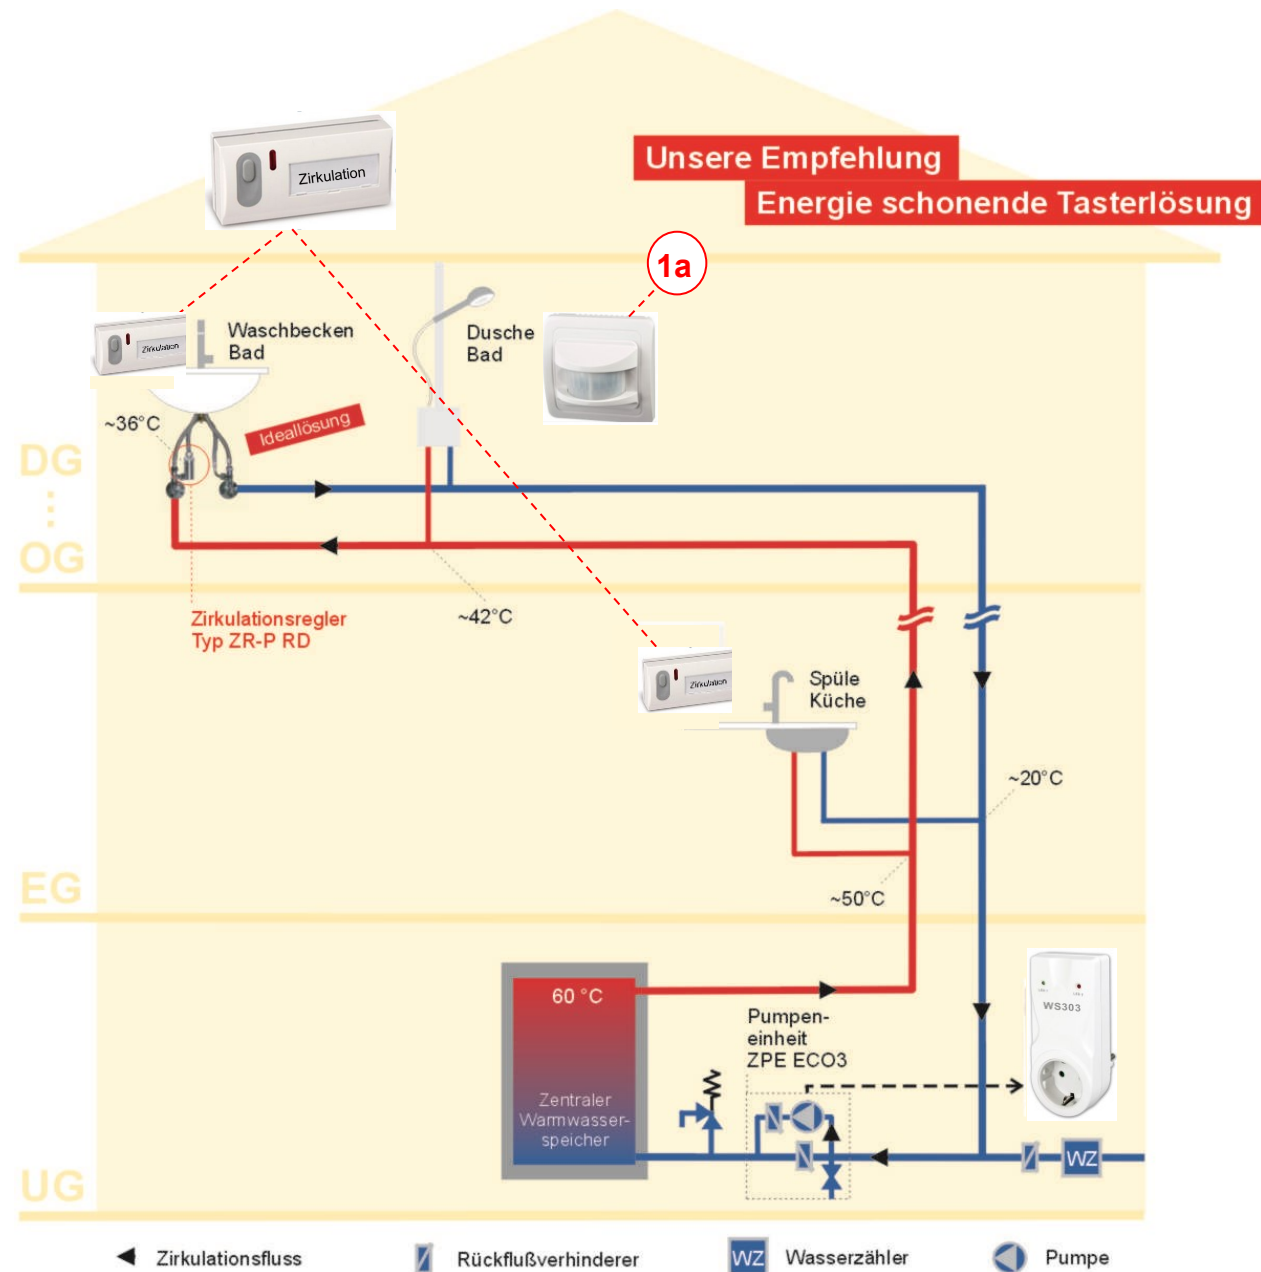 Zirkulation
Unsere Empfehlung
Energie schonende Tasterlösung
1a
Zirkulation
Waschbecken
Bad
Dusche
Bad
~36°C
Ideallösung
DG
OG
Zirkulationsregler
Typ ZR-P RD
~42°C
Zirkulation
Spüle
Küche
~20°C
EG
~50°C
60 °C
Zentraler
Warmwasser-
speicher
Pumpen-
einheit
ZPE ECO3
WS303
WZ
UG
Zirkulationsfluss
Rückflußverhinderer
WZ
Wasserzähler
Pumpe